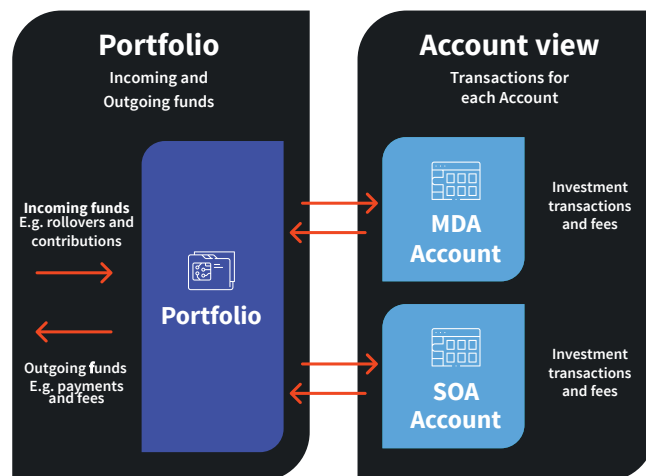 Portfolio
Incoming and
Outgoing funds
Incoming funds
E.g. rollovers and
contributions
Portfolio
Outgoing funds
E.g. payments
and fees
Account view
Transactions for
each Account
MDA
Account
Investment
transactions
and fees
SOA
Account
Investment
transactions
and fees